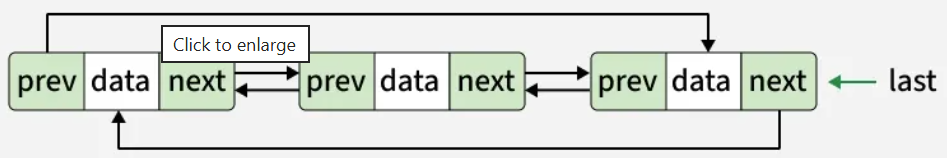 Click to enlarge
prev data next prev data next prev data next last